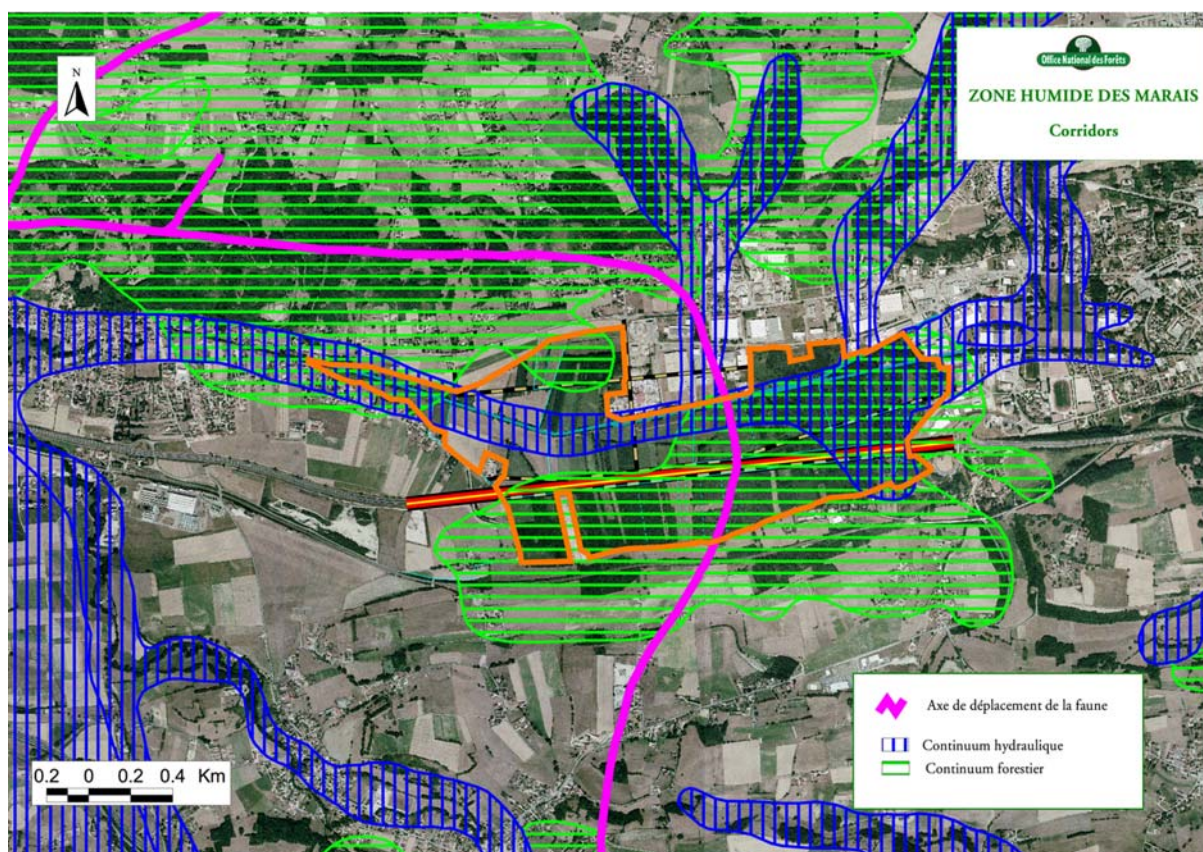 N
Office National des Forêts
ZONE HUMIDE DES MARAIS
Corridors
Axe de déplacement de la faune
Continuum hydraulique
Continuum forestier
0.2 0 0.2 0.4 Km